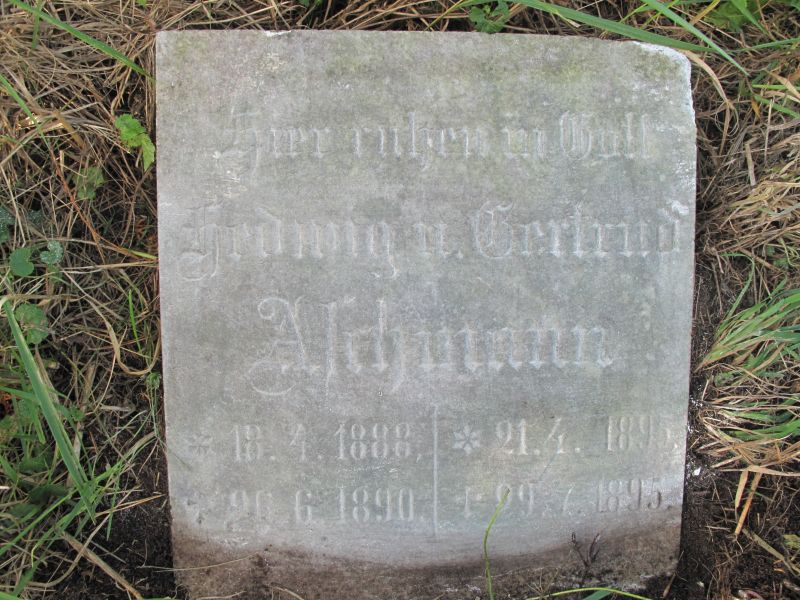 Hier ruhen in Gott
Hedwig u. Gertrud
Aschmann
* 18. 4. 1888, * 21. 4. 1895,
† 26. 6. 1890. † 29. 7. 1895.